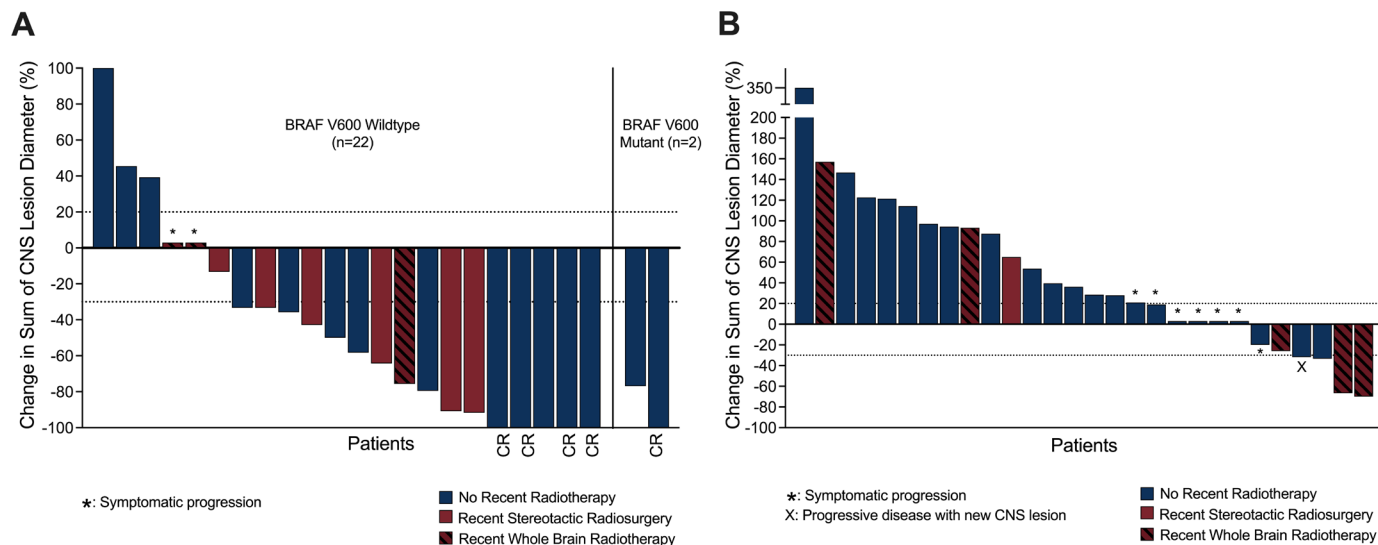 A
Change in Sum of CNS Lesion Diameter (%)
100
80
60
40
20
0
-20
-40
-60
-80
-100
BRAF V600 Wildtype
(n=22)
BRAF V600
Mutant (n=2)
* *
CR CR CR CR CR
Patients
*: Symptomatic progression
No Recent Radiotherapy
Recent Stereotactic Radiosurgery
Recent Whole Brain Radiotherapy
B
Change in Sum of CNS Lesion Diameter (%)
350
200
180
160
140
120
100
80
60
40
20
0
-20
-40
-60
-80
-100
* * * * * *
*
X
Patients
*: Symptomatic progression
X: Progressive disease with new CNS lesion
No Recent Radiotherapy
Recent Stereotactic Radiosurgery
Recent Whole Brain Radiotherapy